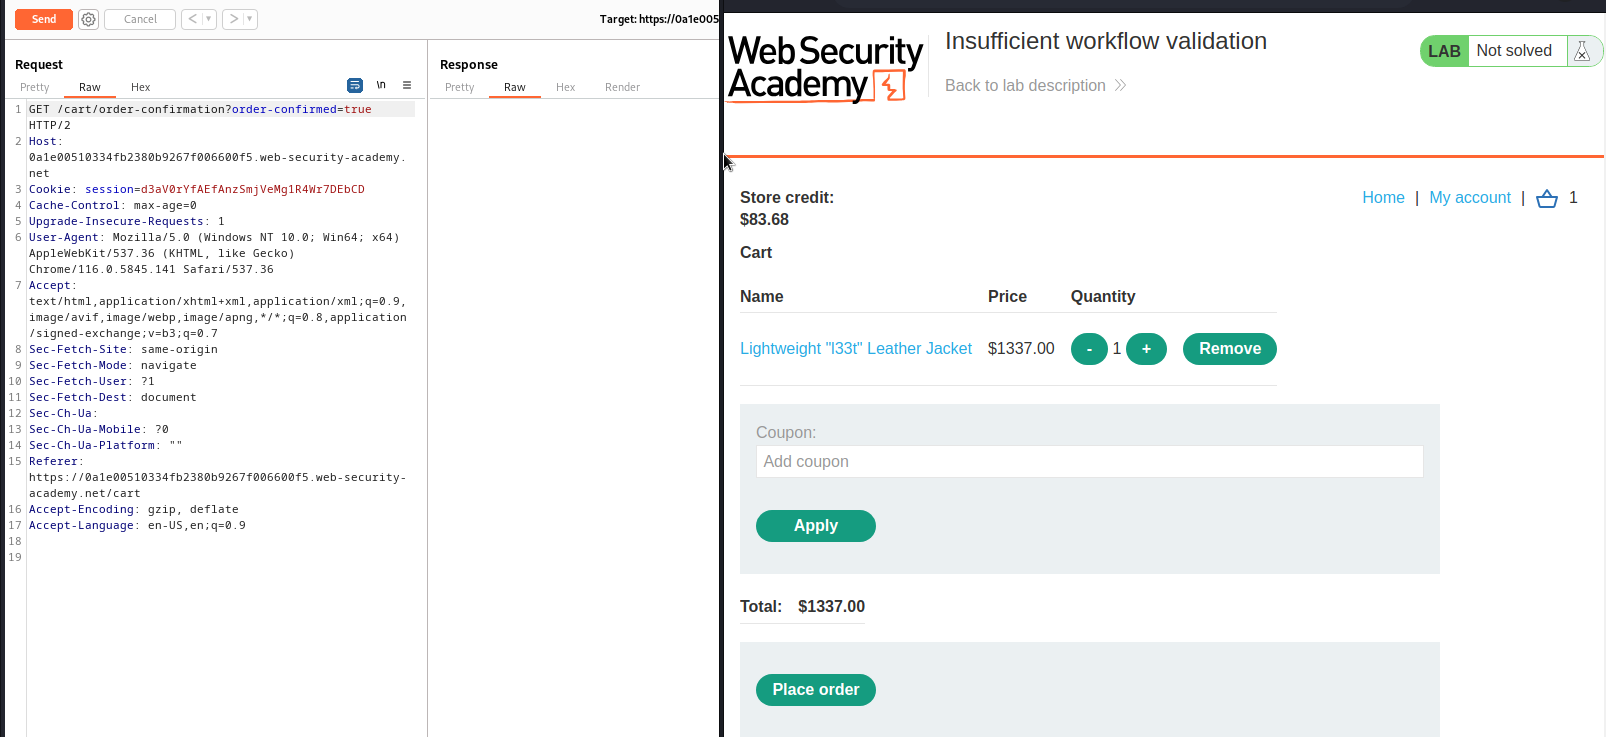 Send
Cancel
<
>
Target: https://0a1e005
Request
Pretty Raw Hex
\n
1 GET /cart/order-confirmation?order-confirmed=true
HTTP/2
2 Host:
0a1e00510334fb2380b9267f006600f5.web-security-academy.
net
3 Cookie: session=d3aV0rYfAEfAnzSmjVeMg1R4Wr7DEbCD
4 Cache-Control: max-age=0
5 Upgrade-Insecure-Requests: 1
6 User-Agent: Mozilla/5.0 (Windows NT 10.0; Win64; x64)
AppleWebKit/537.36 (KHTML, like Gecko)
Chrome/116.0.5845.141 Safari/537.36
7 Accept:
text/html,application/xhtml+xml,application/xml;q=0.9,
image/avif,image/webp,image/apng,*/*;q=0.8,application
/signed-exchange;v=b3;q=0.7
8 Sec-Fetch-Site: same-origin
9 Sec-Fetch-Mode: navigate
10 Sec-Fetch-User: ?1
11 Sec-Fetch-Dest: document
12 Sec-Ch-Ua:
13 Sec-Ch-Ua-Mobile: ?0
14 Sec-Ch-Ua-Platform: ""
15 Referer:
https://0a1e00510334fb2380b9267f006600f5.web-security-
academy.net/cart
16 Accept-Encoding: gzip, deflate
17 Accept-Language: en-US,en;q=0.9
18
19
Response
Pretty Raw Hex Render
Web Security
Academy
Insufficient workflow validation
Back to lab description
LAB Not solved
Store credit:
$83.68
Home | My account | 1
Cart
Name Price Quantity
Lightweight "l33t" Leather Jacket $1337.00 - 1 + Remove
Coupon:
Add coupon
Apply
Total: $1337.00
Place order